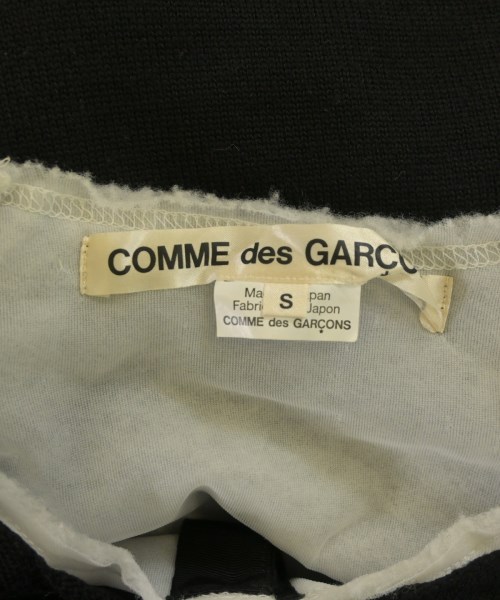 COMME des GARÇO
Ma pan
S
Fabri Japon
COMME des GARÇONS